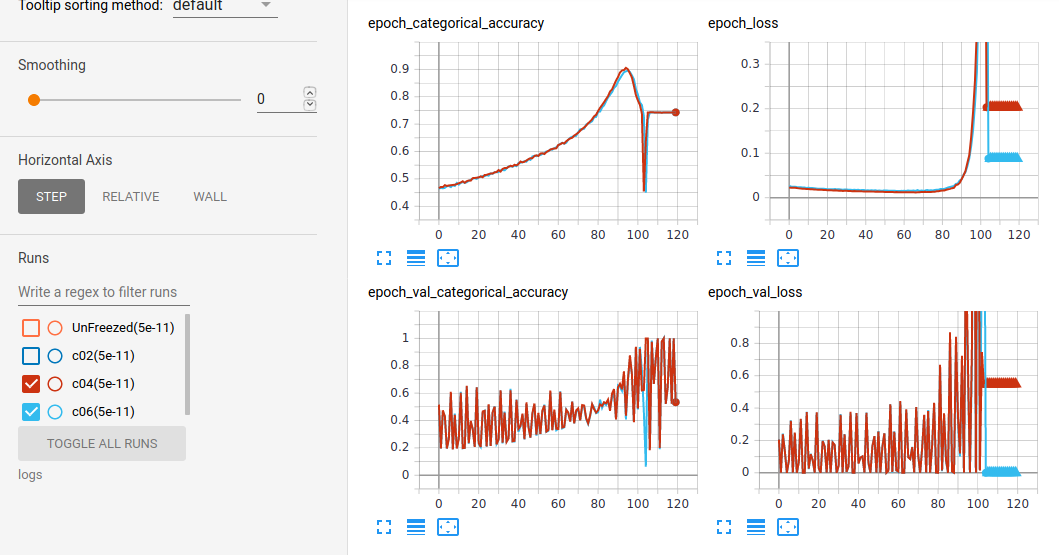 Tooltip sorting method: default
Smoothing
0
Horizontal Axis
STEP RELATIVE WALL
Runs
Write a regex to filter runs
UnFreezed(5e-11)
c02(5e-11)
c04(5e-11)
c06(5e-11)
TOGGLE ALL RUNS
logs
epoch_categorical_accuracy
0.9
0.8
0.7
0.6
0.5
0.4
0 20 40 60 80 100 120
epoch_loss
0.3
0.2
0.1
0
0 20 40 60 80 100 120
epoch_val_categorical_accuracy
1
0.8
0.6
0.4
0.2
0
0 20 40 60 80 100 120
epoch_val_loss
0.8
0.6
0.4
0.2
0
0 20 40 60 80 100 120